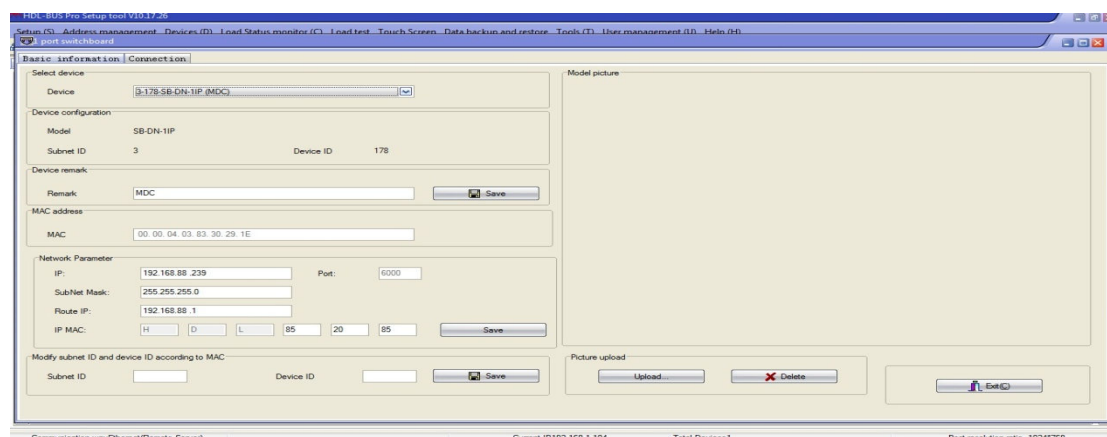 HDL-BUS Pro Setup tool V10.17.26
Setup (S) Address management Devices (D) Load Status monitor (C) Load test Touch Screen Data backup and restore Tools (T) User management (U) Help (H)
1 port switchboard
Basic information Connection
Select device
Device 3-178-SB-DN-1IP (MDC)
Device configuration
Model SB-DN-1IP
Subnet ID 3 Device ID 178
Device remark
Remark MDC Save
MAC address
MAC 00. 00. 04. 03. 83. 30. 29. 1E
Network Parameter
IP: 192.168.88 .239 Port: 6000
SubNet Mask: 255.255.255.0
Route IP: 192.168.88 .1
IP MAC: H D L 85 20 85 Save
Modify subnet ID and device ID according to MAC
Subnet ID Device ID Save
Model picture
Picture upload
Upload... Delete
Exit(C)